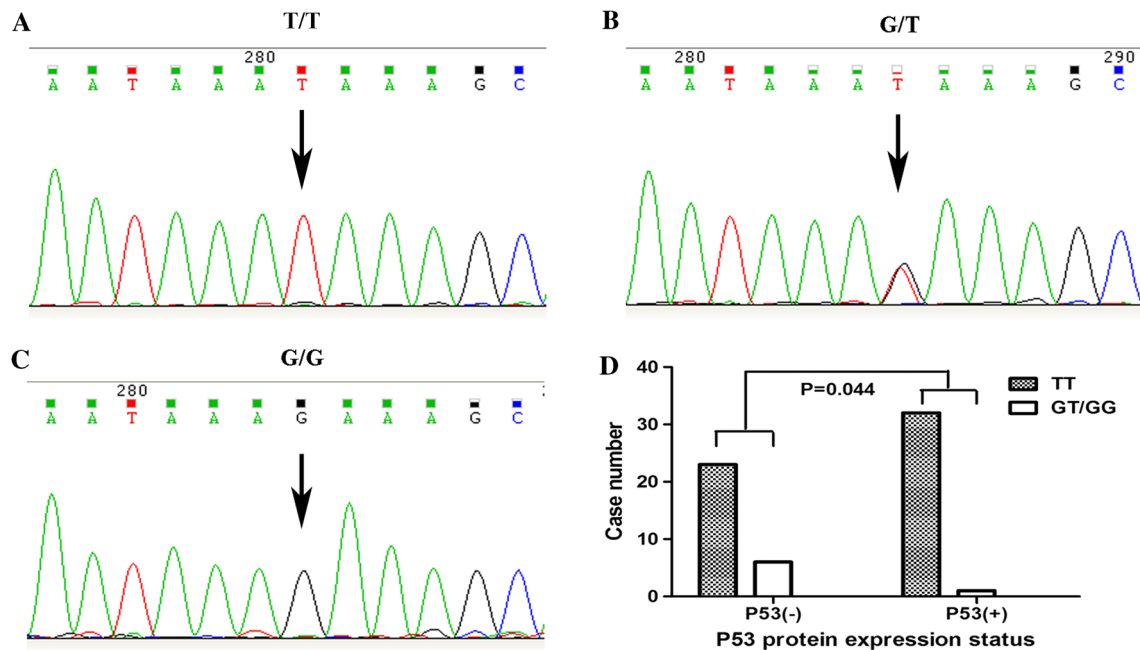 A
T/T
280
A A T A A A T A A A G C
B
G/T
280 290
A A T A A A T A A A G C
C
G/G
280
A A T A A A G A A A G C
D
40
30
20
10
0
Case number
P=0.044
TT
GT/GG
P53(-) P53(+)
P53 protein expression status